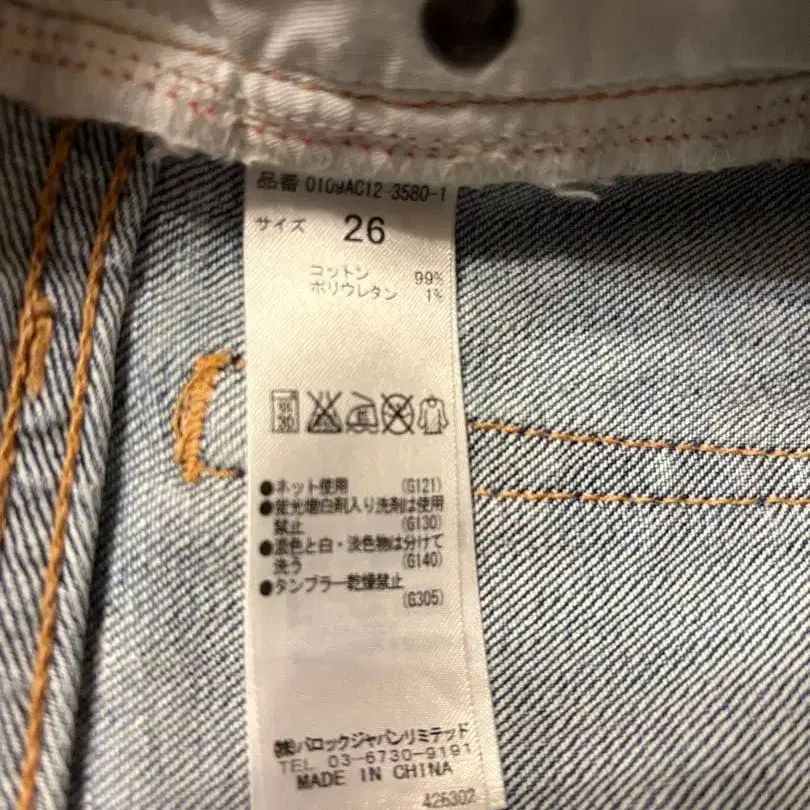 品番 0109AC12-3580-1
サイズ 26
コットン 99%
ポリウレタン 1%
●ネット使用 (G121)
●蛍光増白剤入り洗剤は使用
禁止 (G130)
●濃色と白・淡色物は分けて
洗う (G140)
●タンブラー乾燥禁止
(G305)
㈱バロックジャパンリミテッド
TEL 03-6730-9191
MADE IN CHINA
426302